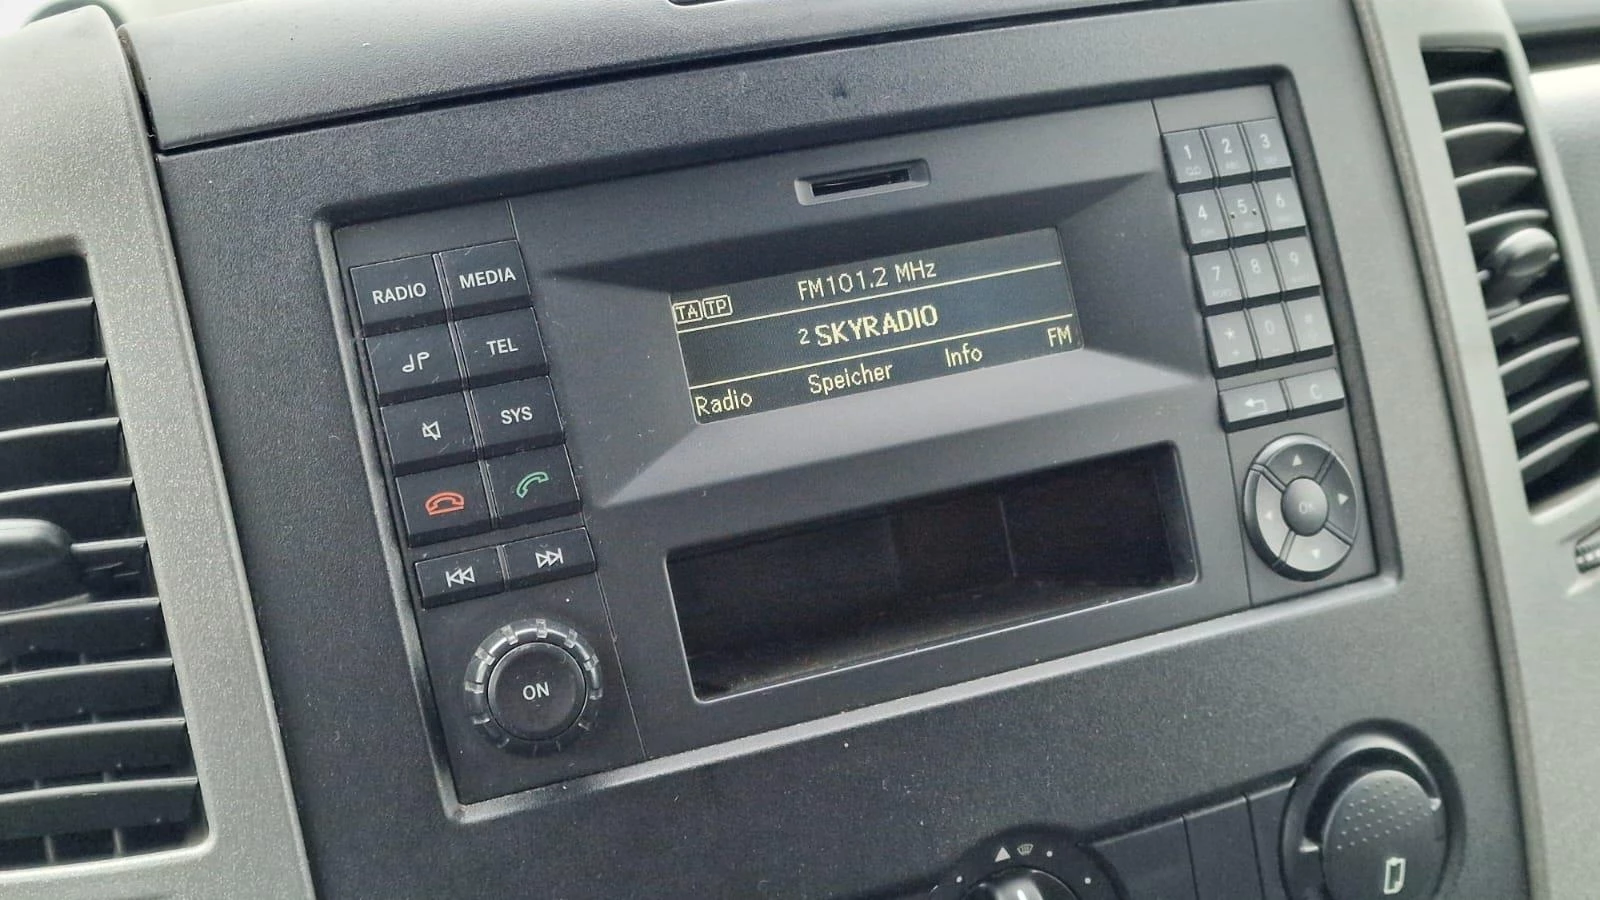 RADIO
MEDIA
TEL
SYS
ON
FM101.2 MHz
TA TP
2 SKYRADIO
Radio Speicher Info FM
1 2 3
4 5 6
7 8 9
* 0
C
OK